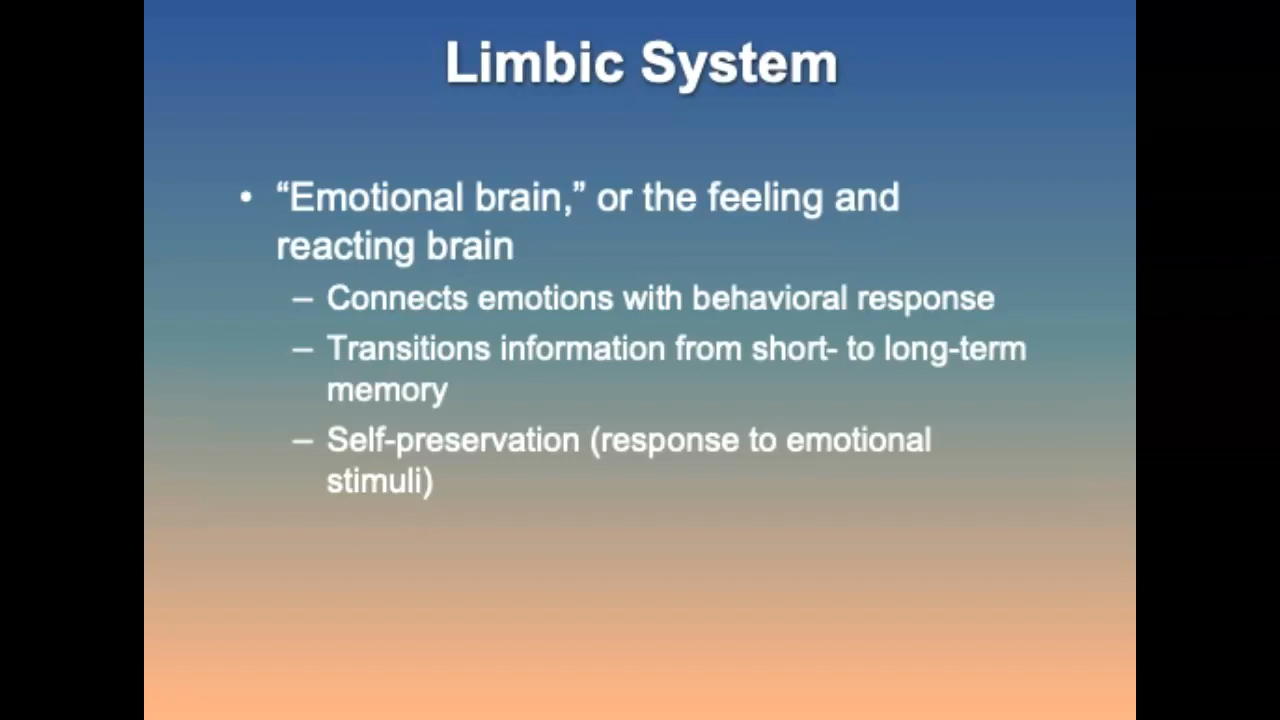 Limbic System
• “Emotional brain,” or the feeling and
reacting brain
– Connects emotions with behavioral response
– Transitions information from short- to long-term
memory
– Self-preservation (response to emotional
stimuli)